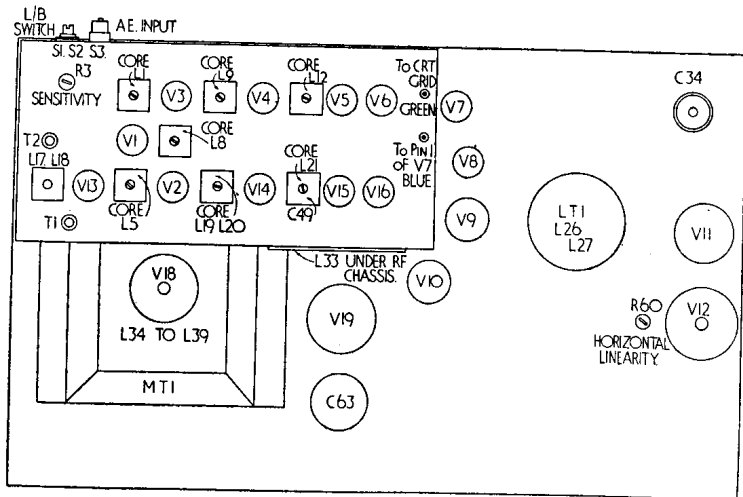 L/B
SWITCH
A.E. INPUT
S1. S2 S3.
R3
SENSITIVITY
CORE
L1
V3
CORE
L9
V4
CORE
L12
V5
V6
TO CRT
GRID
GREEN
V7
C34
T2
V1
CORE
L8
TO PIN 1
OF V7
BLUE
V8
L17 L18
V13
CORE
L5
V2
CORE
L19 L20
V14
CORE
L21
C49
V15
V16
V9
LT1
L26
L27
V11
T1
L33 UNDER RF
CHASSIS.
V10
V18
L34 TO L39
V19
R60
HORIZONTAL
LINEARITY.
V12
MT1
C63